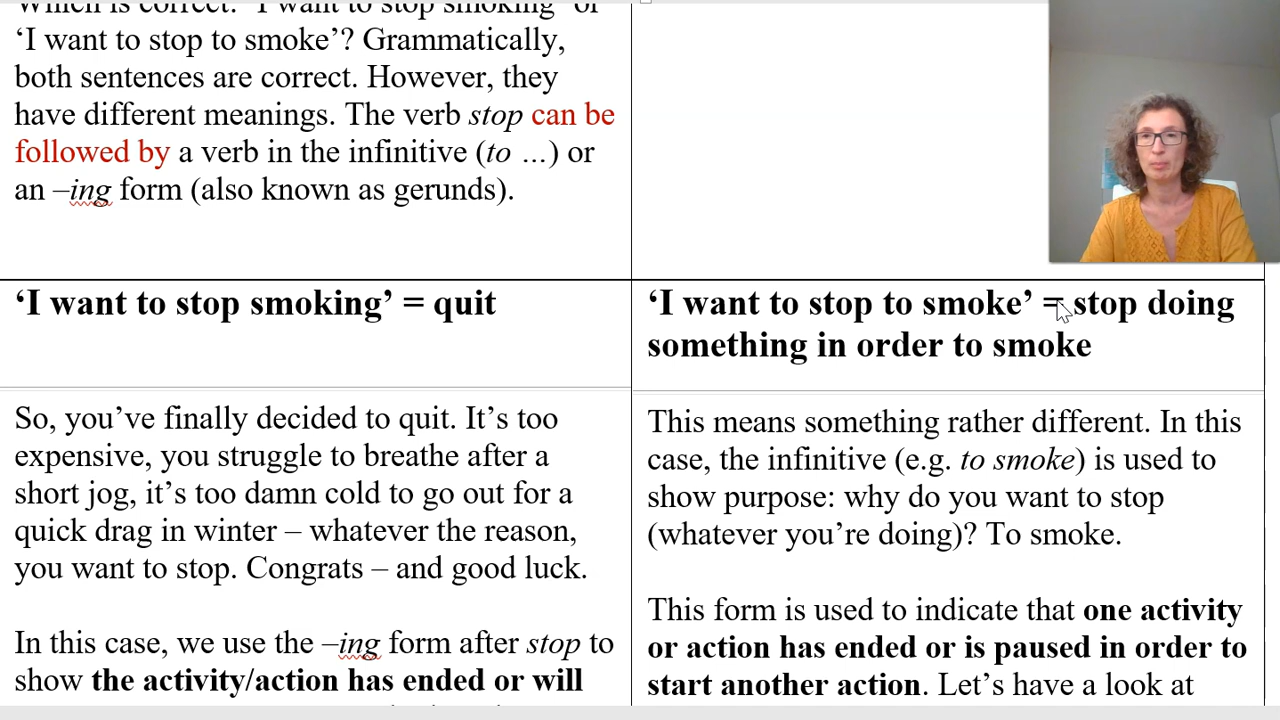 Which is correct: ‘I want to stop smoking’ or
‘I want to stop to smoke’? Grammatically,
both sentences are correct. However, they
have different meanings. The verb stop can be
followed by a verb in the infinitive (to …) or
an –ing form (also known as gerunds).
‘I want to stop smoking’ = quit
So, you’ve finally decided to quit. It’s too
expensive, you struggle to breathe after a
short jog, it’s too damn cold to go out for a
quick drag in winter – whatever the reason,
you want to stop. Congrats – and good luck.
In this case, we use the –ing form after stop to
show the activity/action has ended or will
‘I want to stop to smoke’ = stop doing
something in order to smoke
This means something rather different. In this
case, the infinitive (e.g. to smoke) is used to
show purpose: why do you want to stop
(whatever you’re doing)? To smoke.
This form is used to indicate that one activity
or action has ended or is paused in order to
start another action. Let’s have a look at